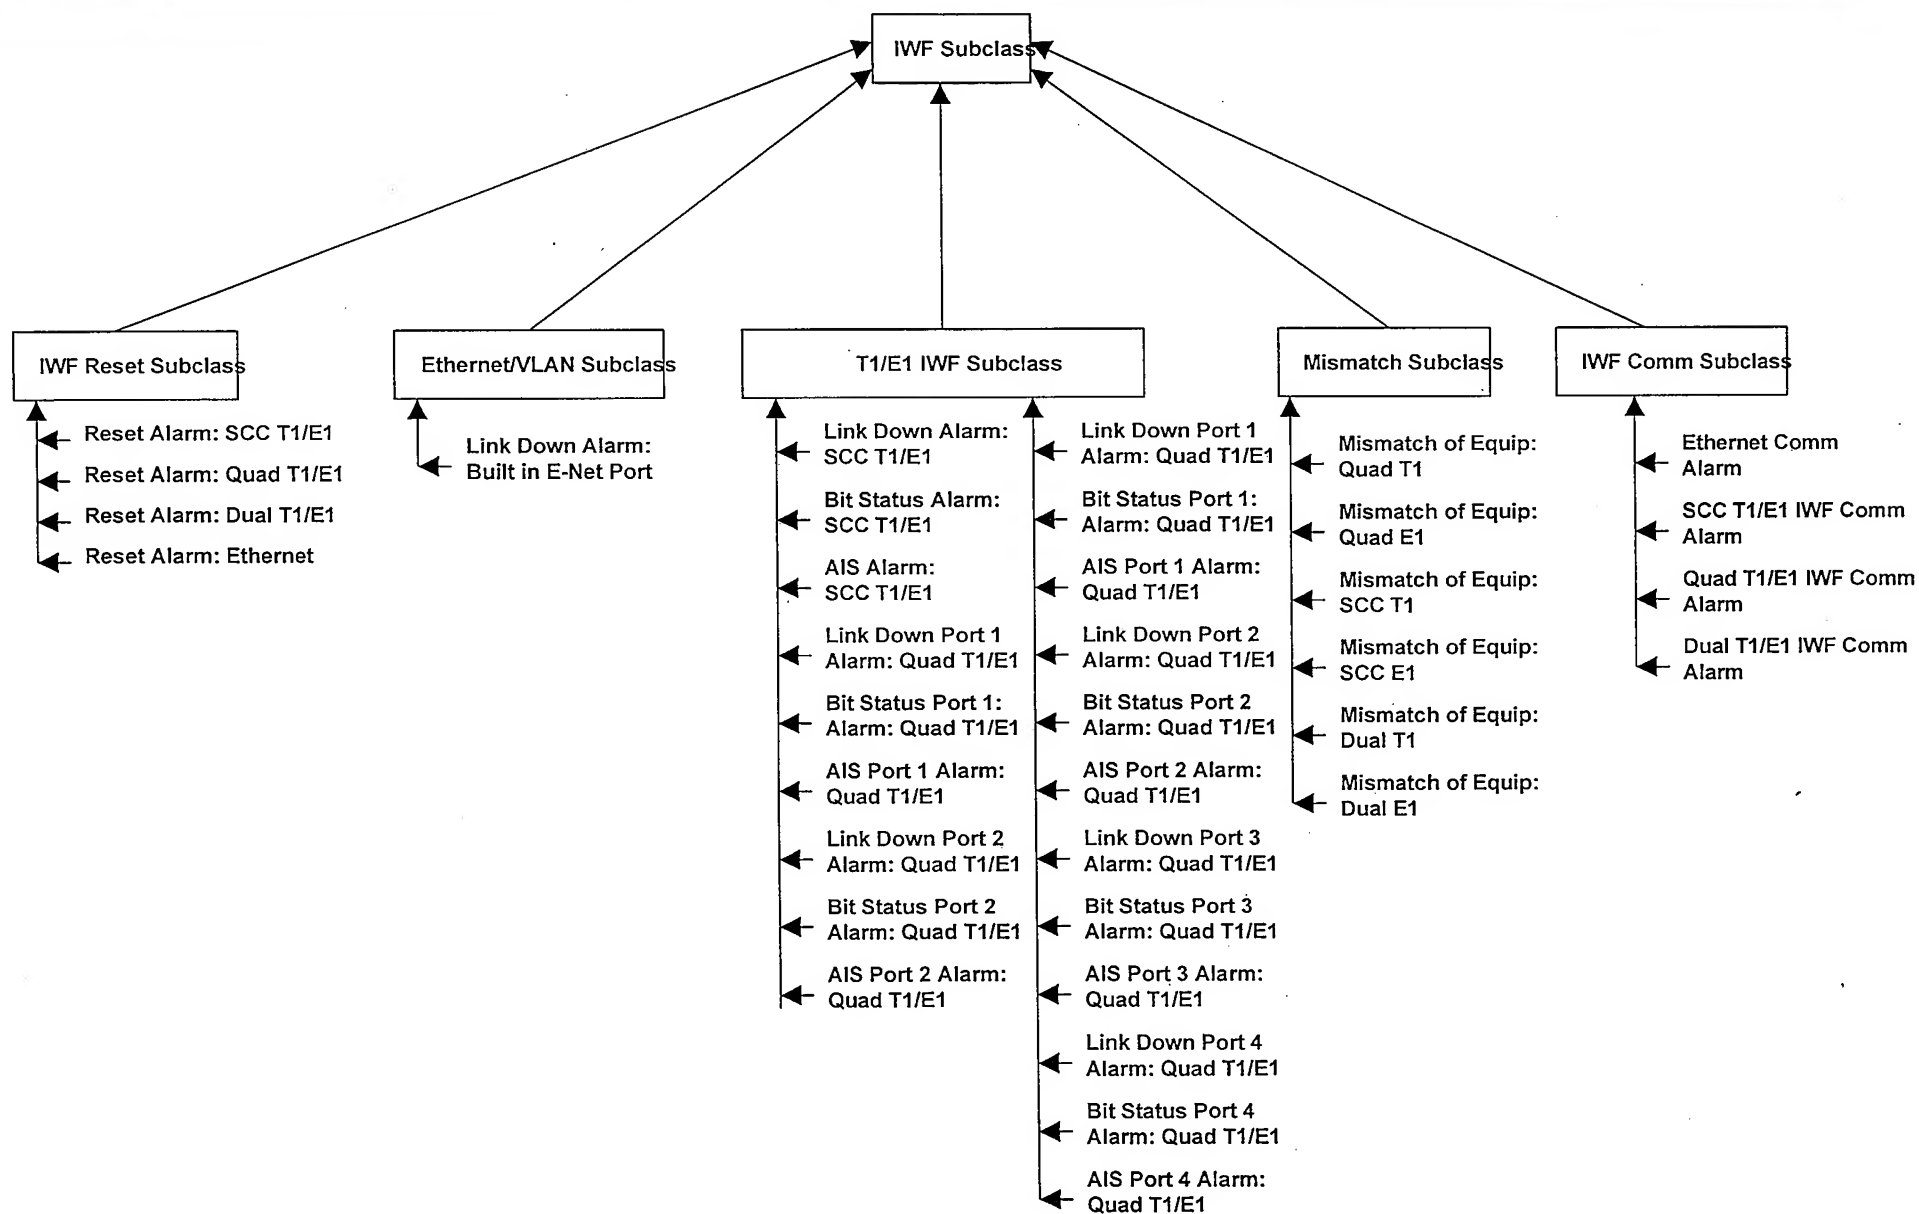 IWF Subclass
IWF Reset Subclass
Reset Alarm: SCC T1/E1
Reset Alarm: Quad T1/E1
Reset Alarm: Dual T1/E1
Reset Alarm: Ethernet
Ethernet/VLAN Subclass
Link Down Alarm:
Built in E-Net Port
T1/E1 IWF Subclass
Link Down Alarm:
SCC T1/E1
Bit Status Alarm:
SCC T1/E1
AIS Alarm:
SCC T1/E1
Link Down Port 1
Alarm: Quad T1/E1
Bit Status Port 1:
Alarm: Quad T1/E1
AIS Port 1 Alarm:
Quad T1/E1
Link Down Port 2
Alarm: Quad T1/E1
Bit Status Port 2
Alarm: Quad T1/E1
AIS Port 2 Alarm:
Quad T1/E1
Link Down Port 1
Alarm: Quad T1/E1
Bit Status Port 1:
Alarm: Quad T1/E1
AIS Port 1 Alarm:
Quad T1/E1
Link Down Port 2
Alarm: Quad T1/E1
Bit Status Port 2
Alarm: Quad T1/E1
AIS Port 2 Alarm:
Quad T1/E1
Link Down Port 3
Alarm: Quad T1/E1
Bit Status Port 3
Alarm: Quad T1/E1
AIS Port 3 Alarm:
Quad T1/E1
Link Down Port 4
Alarm: Quad T1/E1
Bit Status Port 4
Alarm: Quad T1/E1
AIS Port 4 Alarm:
Quad T1/E1
Mismatch Subclass
Mismatch of Equip:
Quad T1
Mismatch of Equip:
Quad E1
Mismatch of Equip:
SCC T1
Mismatch of Equip:
SCC E1
Mismatch of Equip:
Dual T1
Mismatch of Equip:
Dual E1
IWF Comm Subclass
Ethernet Comm
Alarm
SCC T1/E1 IWF Comm
Alarm
Quad T1/E1 IWF Comm
Alarm
Dual T1/E1 IWF Comm
Alarm